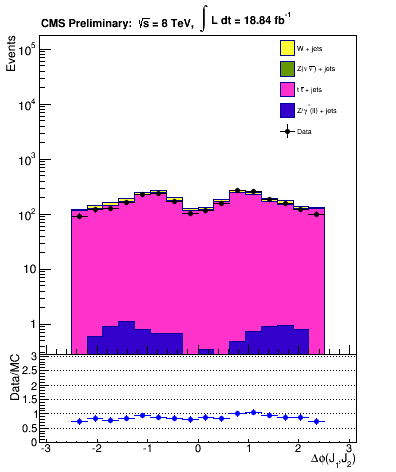 CMS Preliminary: √s = 8 TeV, ∫ L dt = 18.84 fb⁻¹
Events
10⁵
10⁴
10³
10²
10
1
W + jets
Z(ν ν̅) + jets
t t̅ + jets
Z/γ*(ll) + jets
Data
Data/MC
3
2.5
2
1.5
1
0.5
0
-3 -2 -1 0 1 2 3
Δϕ(J₁,J₂)